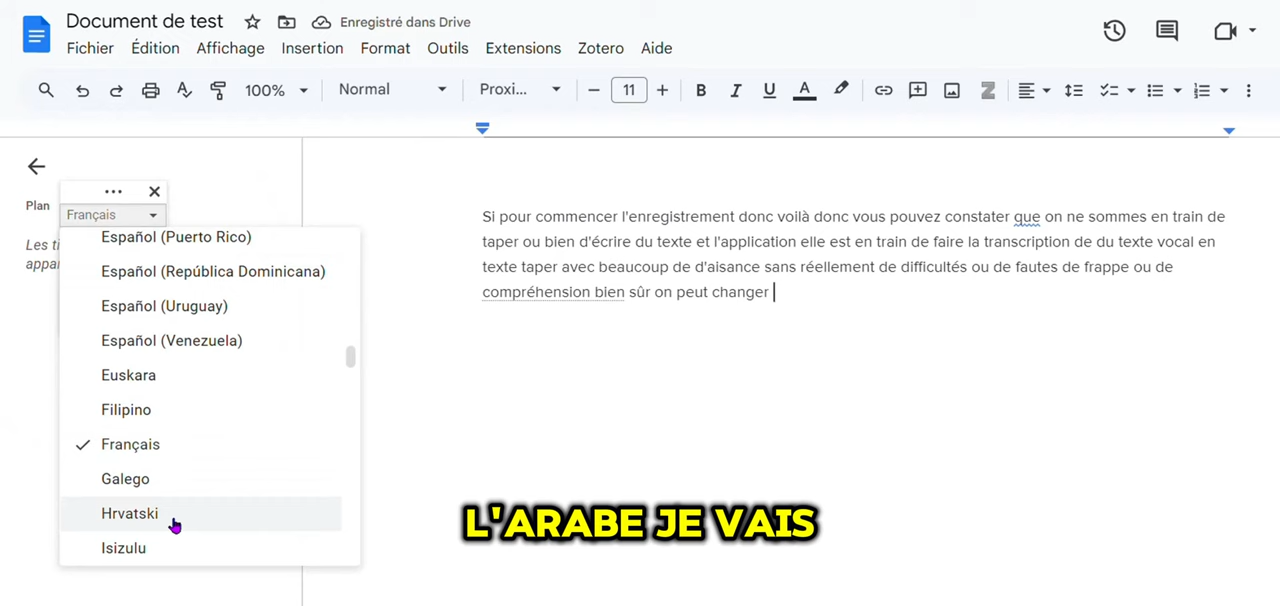 Document de test
Enregistré dans Drive
Fichier Édition Affichage Insertion Format Outils Extensions Zotero Aide
100% Normal Proxi... 11 B I U A
Plan
Français
Les ti
appar
Español (Puerto Rico)
Español (República Dominicana)
Español (Uruguay)
Español (Venezuela)
Euskara
Filipino
Français
Galego
Hrvatski
Isizulu
Si pour commencer l'enregistrement donc voilà donc vous pouvez constater que on ne sommes en train de
taper ou bien d'écrire du texte et l'application elle est en train de faire la transcription de du texte vocal en
texte taper avec beaucoup de d'aisance sans réellement de difficultés ou de fautes de frappe ou de
compréhension bien sûr on peut changer
L'ARABE JE VAIS